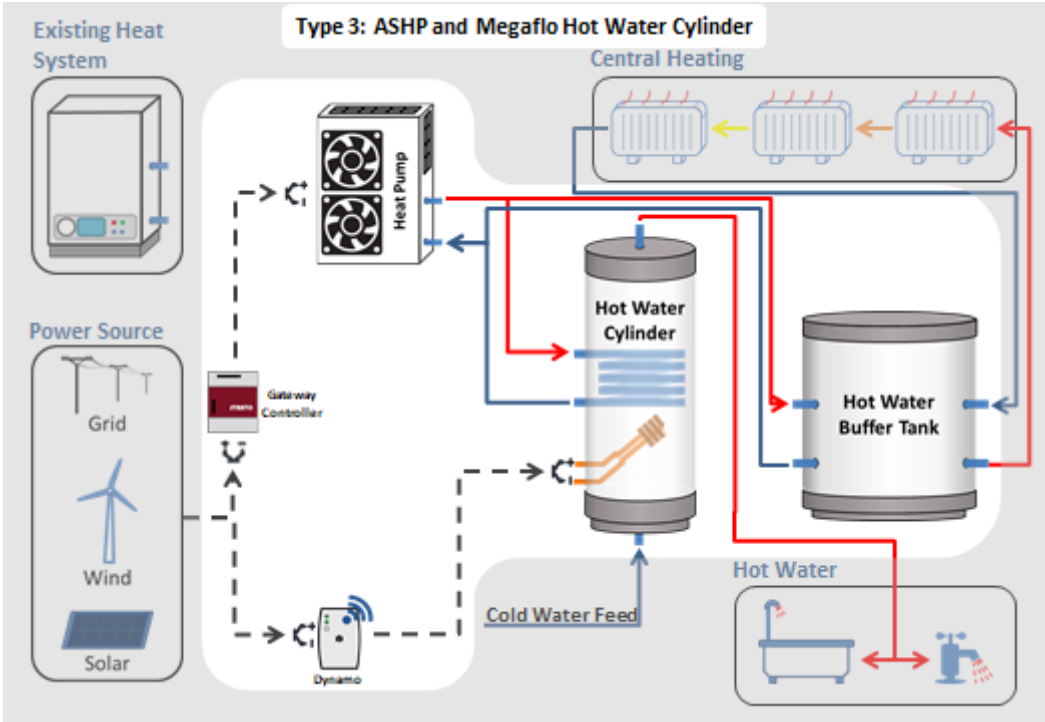 Type 3: ASHP and Megaflo Hot Water Cylinder
Existing Heat
System
Central Heating
Heat Pump
Hot Water
Cylinder
Power Source
Grid
Gateway
Controller
Hot Water
Buffer Tank
Wind
Hot Water
Cold Water Feed
Solar
Dynamo